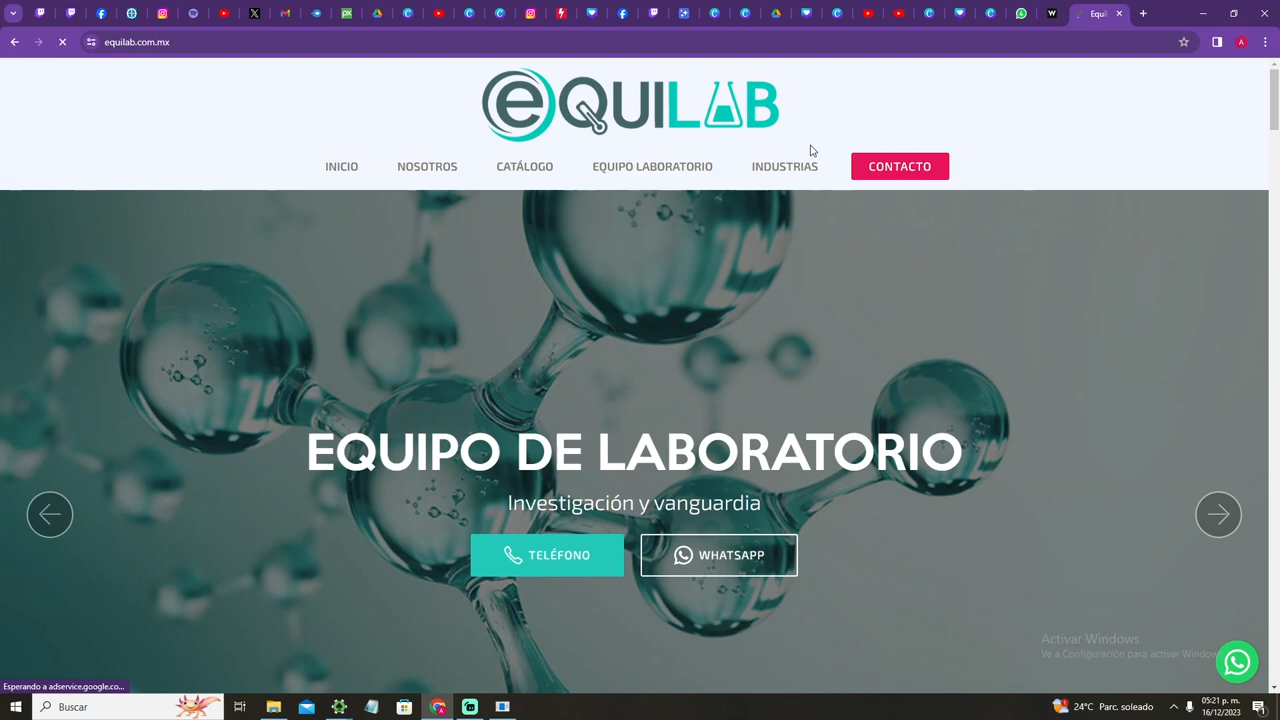 Equil
equilab.com.mx
eQUILAB
INICIO
NOSOTROS
CATÁLOGO
EQUIPO LABORATORIO
INDUSTRIAS
CONTACTO
EQUIPO DE LABORATORIO
Investigación y vanguardia
TELÉFONO
WHATSAPP
Activar Windows
Ve a Configuración para activar Window
Esperando a adservice.google.co...
Buscar
24°C Parc. soleado
05:21 p. m.
16/12/2023